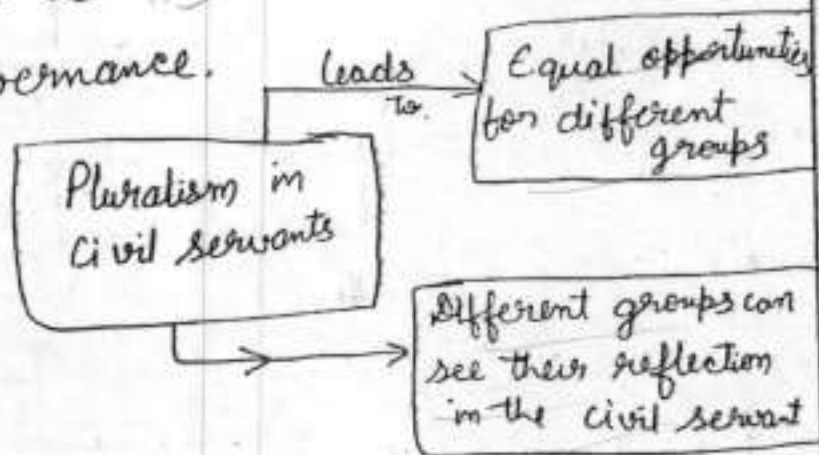 leads
to.
Equal opportunities
for different
groups
Pluralism in
Civil servants
Different groups can
see their reflection
in the civil servant